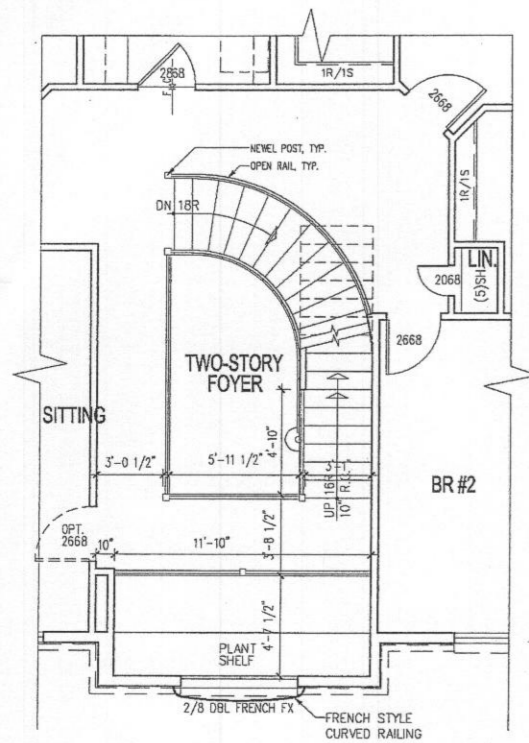 2868
1R/1S
2668
NEWEL POST, TYP.
OPEN RAIL, TYP.
DN 18R
1R/1S
LIN.
(5)SH
2068
2668
TWO-STORY
FOYER
SITTING
4'-10"
3'-0 1/2"
5'-11 1/2"
3'-1"
UP 16R
10" R.O.
BR #2
OPT.
2668
10"
11'-10"
3'-8 1/2"
4'-7 1/2"
PLANT
SHELF
2/8 DBL FRENCH FX
FRENCH STYLE
CURVED RAILING